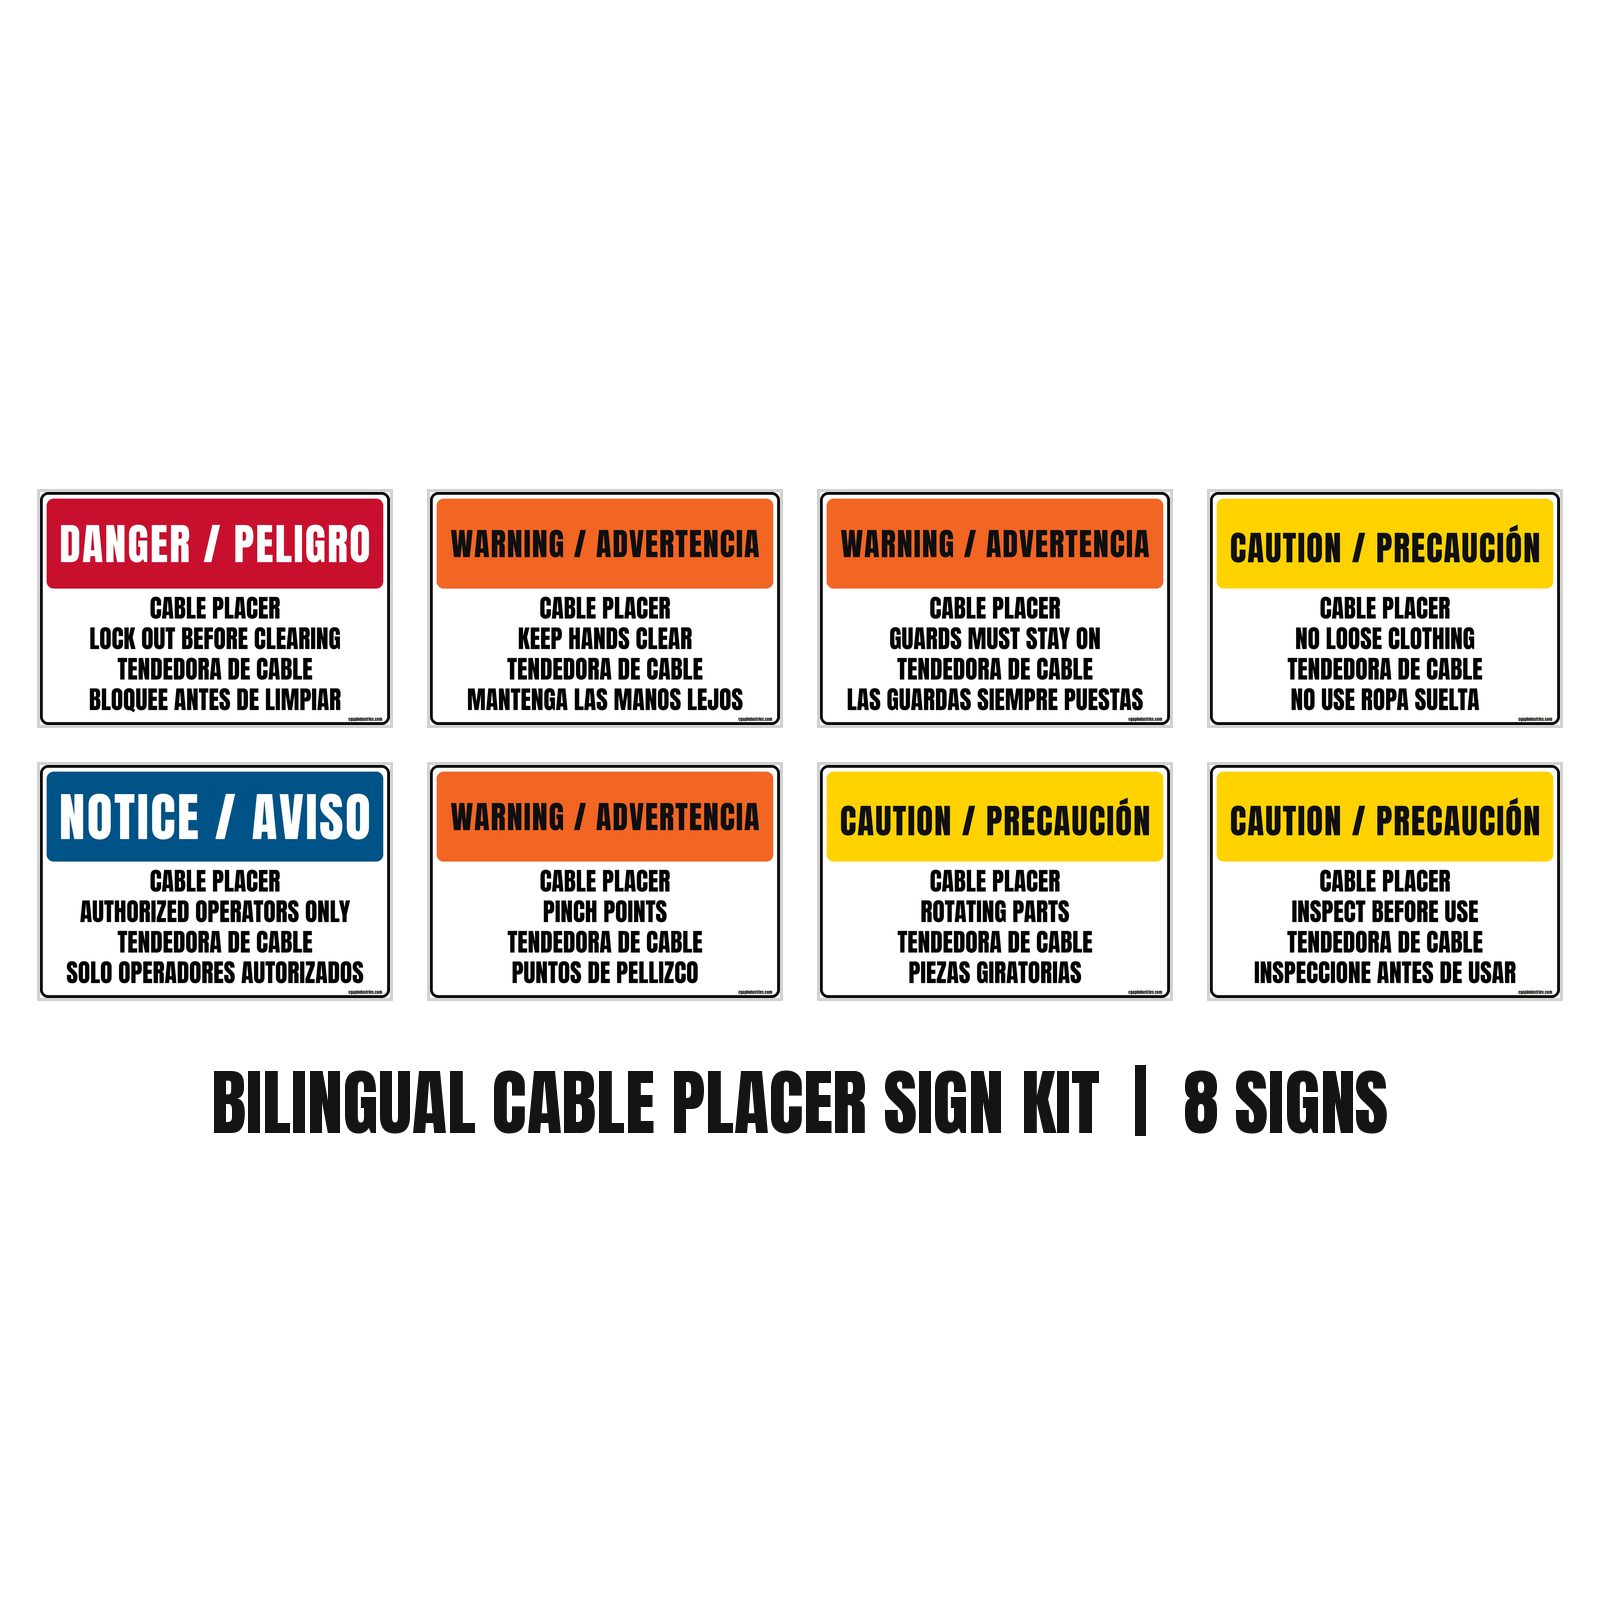 DANGER / PELIGRO
CABLE PLACER
LOCK OUT BEFORE CLEARING
TENDEDORA DE CABLE
BLOQUEE ANTES DE LIMPIAR
WARNING / ADVERTENCIA
CABLE PLACER
KEEP HANDS CLEAR
TENDEDORA DE CABLE
MANTENGA LAS MANOS LEJOS
WARNING / ADVERTENCIA
CABLE PLACER
GUARDS MUST STAY ON
TENDEDORA DE CABLE
LAS GUARDAS SIEMPRE PUESTAS
CAUTION / PRECAUCIÓN
CABLE PLACER
NO LOOSE CLOTHING
TENDEDORA DE CABLE
NO USE ROPA SUELTA
NOTICE / AVISO
CABLE PLACER
AUTHORIZED OPERATORS ONLY
TENDEDORA DE CABLE
SOLO OPERADORES AUTORIZADOS
WARNING / ADVERTENCIA
CABLE PLACER
PINCH POINTS
TENDEDORA DE CABLE
PUNTOS DE PELLIZCO
CAUTION / PRECAUCIÓN
CABLE PLACER
ROTATING PARTS
TENDEDORA DE CABLE
PIEZAS GIRATORIAS
CAUTION / PRECAUCIÓN
CABLE PLACER
INSPECT BEFORE USE
TENDEDORA DE CABLE
INSPECCIONE ANTES DE USAR
BILINGUAL CABLE PLACER SIGN KIT | 8 SIGNS